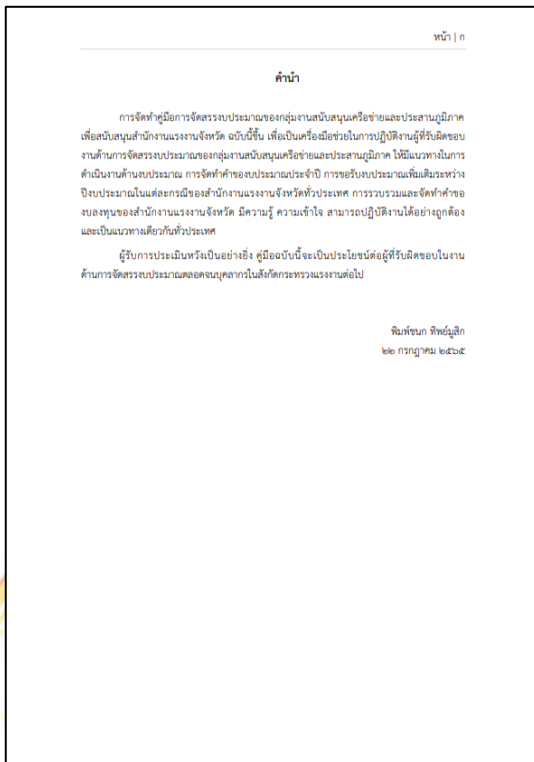 หน้า | ก
คำนำ
การจัดทำคู่มือการจัดสรรงบประมาณของกลุ่มงานสนับสนุนเครือข่ายและประสานภูมิภาค
เพื่อสนับสนุนสำนักงานแรงงานจังหวัด ฉบับนี้ขึ้น เพื่อเป็นเครื่องมือช่วยในการปฏิบัติงานผู้ที่รับผิดชอบ
งานด้านการจัดสรรงบประมาณของกลุ่มงานสนับสนุนเครือข่ายและประสานภูมิภาค ให้มีแนวทางในการ
ดำเนินงานด้านงบประมาณ การจัดทำคำของบประมาณประจำปี การขอรับงบประมาณเพิ่มเติมระหว่าง
ปีงบประมาณในแต่ละกรณีของสำนักงานแรงงานจังหวัดทั่วประเทศ การรวบรวมและจัดทำคำขอ
งบลงทุนของสำนักงานแรงงานจังหวัด มีความรู้ ความเข้าใจ สามารถปฏิบัติงานได้อย่างถูกต้อง
และเป็นแนวทางเดียวกันทั่วประเทศ
ผู้รับการประเมินหวังเป็นอย่างยิ่ง คู่มือฉบับนี้จะเป็นประโยชน์ต่อผู้ที่รับผิดชอบในงาน
ด้านการจัดสรรงบประมาณตลอดจนบุคลากรในสังกัดกระทรวงแรงงานต่อไป
พิมพ์ชนก ทิพย์มูสิก
๒๒ กรกฎาคม ๒๕๖๕